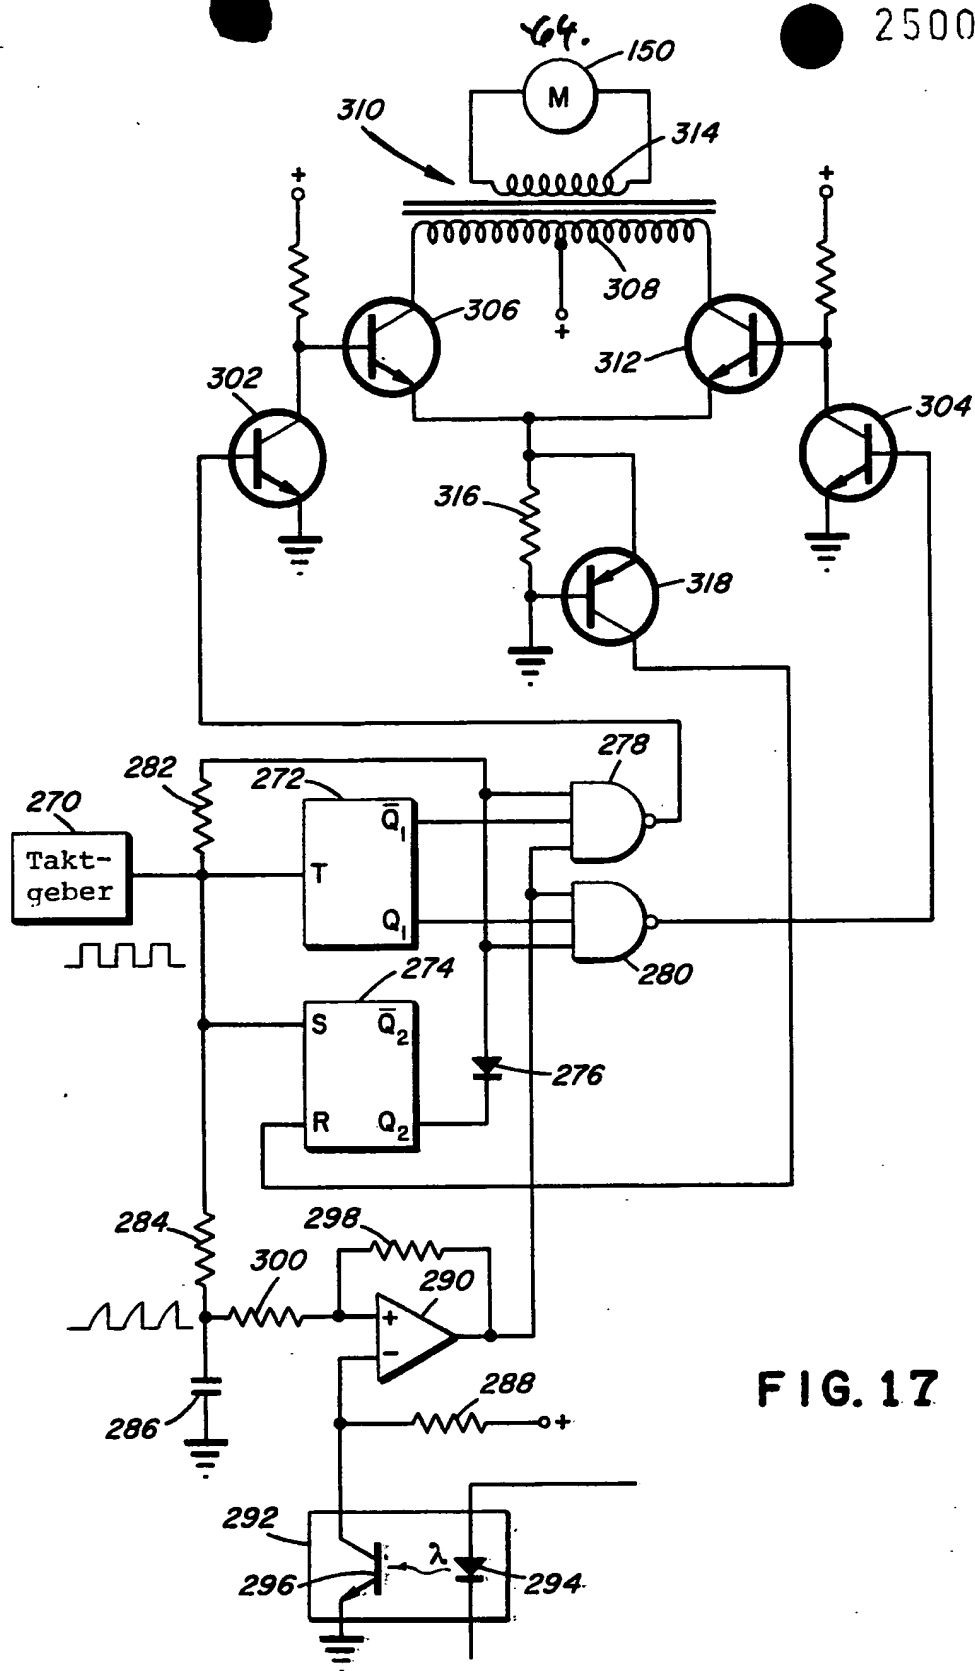 64.
2500
150
M
310
314
+
+
308
306
+
312
302
304
316
318
278
282
272
270
Q̄1
Takt-
geber
T
Q1
280
274
S
Q̄2
276
R
Q2
284
298
300
290
+
-
288
FIG. 17
286
+
292
λ
296
294